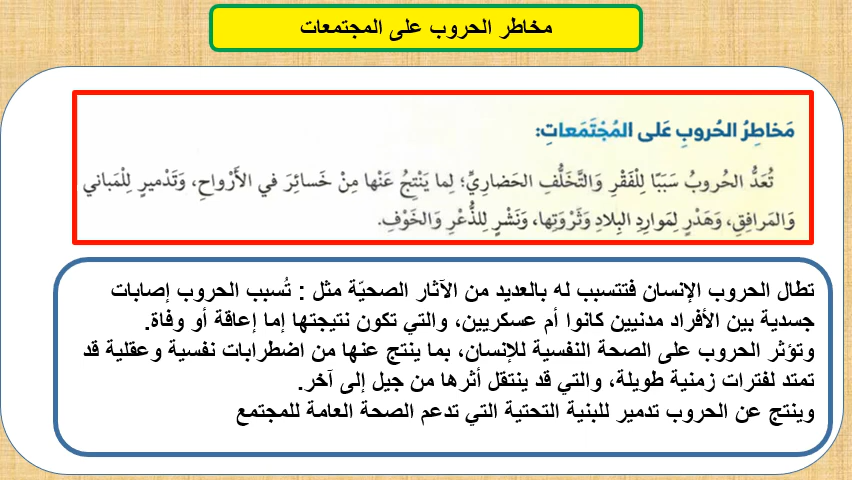 مخاطر الحروب على المجتمعات
مَخاطِرُ الحُروبِ عَلى المُجْتَمَعاتِ:
تُعَدُّ الحُروبُ سَبَبًا لِلْفَقْرِ وَالتَّخَلُّفِ الحَضارِيِّ؛ لِما يَنْتِجُ عَنْها مِنْ خَسائِرَ في الأَرْواحِ، وَتَدْميرٍ لِلْمَباني
وَالمَرافِقِ، وَهَدْرٍ لِمَوارِدِ البِلادِ وَثَرْوَتِها، وَنَشْرٍ لِلذُّعْرِ وَالخَوْفِ.
تطال الحروب الإنسان فتتسبب له بالعديد من الآثار الصحيّة مثل : تُسبب الحروب إصابات
جسدية بين الأفراد مدنيين كانوا أم عسكريين، والتي تكون نتيجتها إما إعاقة أو وفاة.
وتؤثر الحروب على الصحة النفسية للإنسان، بما ينتج عنها من اضطرابات نفسية وعقلية قد
تمتد لفترات زمنية طويلة، والتي قد ينتقل أثرها من جيل إلى آخر.
وينتج عن الحروب تدمير للبنية التحتية التي تدعم الصحة العامة للمجتمع